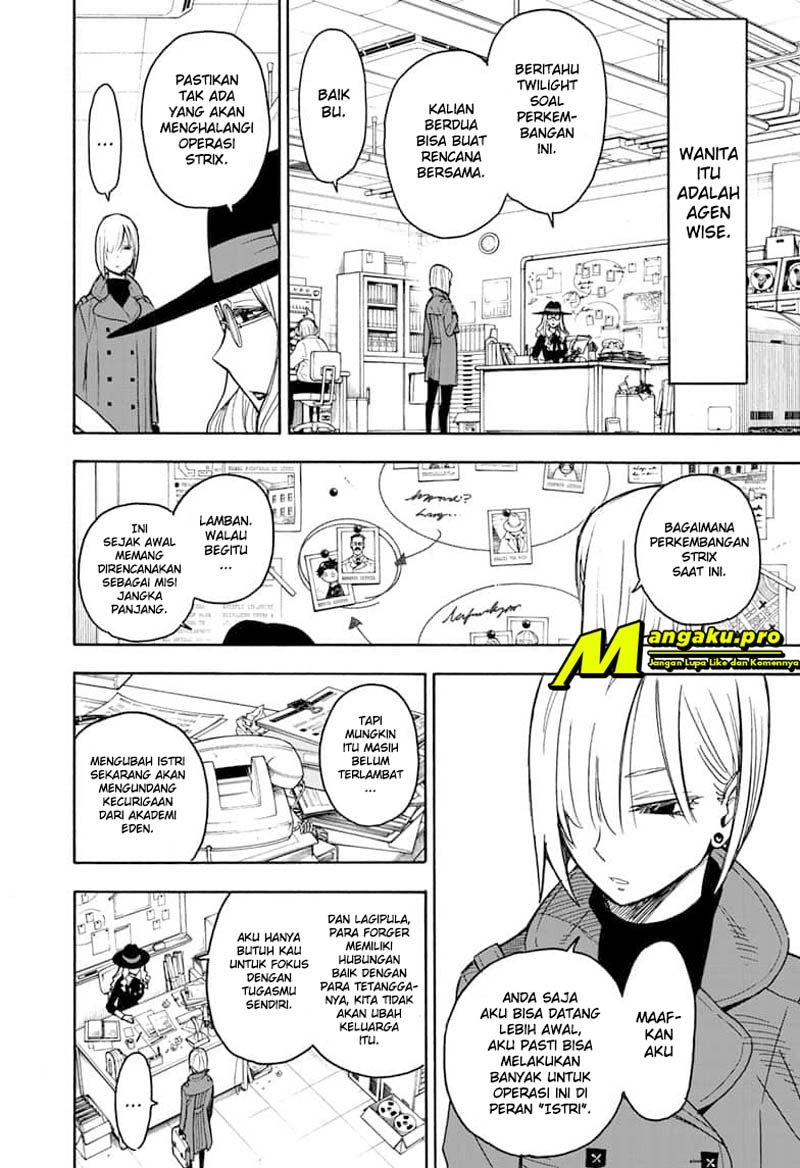 WANITA
ITU
ADALAH
AGEN
WISE.
BERITAHU
TWILIGHT
SOAL
PERKEM-
BANGAN
INI.
KALIAN
BERDUA
BISA BUAT
RENCANA
BERSAMA.
BAIK
BU.
PASTIKAN
TAK ADA
YANG AKAN
MENGHALANGI
OPERASI
STRIX.
...
BAGAIMANA
PERKEMBANGAN
STRIX
SAAT INI.
LAMBAN.
WALAU
BEGITU
...
INI
SEJAK AWAL
MEMANG
DIRENCANAKAN
SEBAGAI MISI
JANGKA
PANJANG.
Mangaku.pro
Jangan Lupa Like dan Komennya
MAAF-
KAN
AKU
ANDA SAJA
AKU BISA DATANG
LEBIH AWAL,
AKU PASTI BISA
MELAKUKAN
BANYAK UNTUK
OPERASI INI DI
PERAN "ISTRI".
TAPI
MUNGKIN
ITU MASIH
BELUM
TERLAMBAT
...
MENGUBAH ISTRI
SEKARANG AKAN
MENGUNDANG
KECURIGAAN
DARI AKADEMI
EDEN.
DAN LAGIPULA,
PARA FORGER
MEMILIKI
HUBUNGAN
BAIK DENGAN
PARA TETANGGA-
NYA, KITA TIDAK
AKAN UBAH
KELUARGA
ITU.
AKU HANYA
BUTUH KAU
UNTUK FOKUS
DENGAN
TUGASMU
SENDIRI.
...